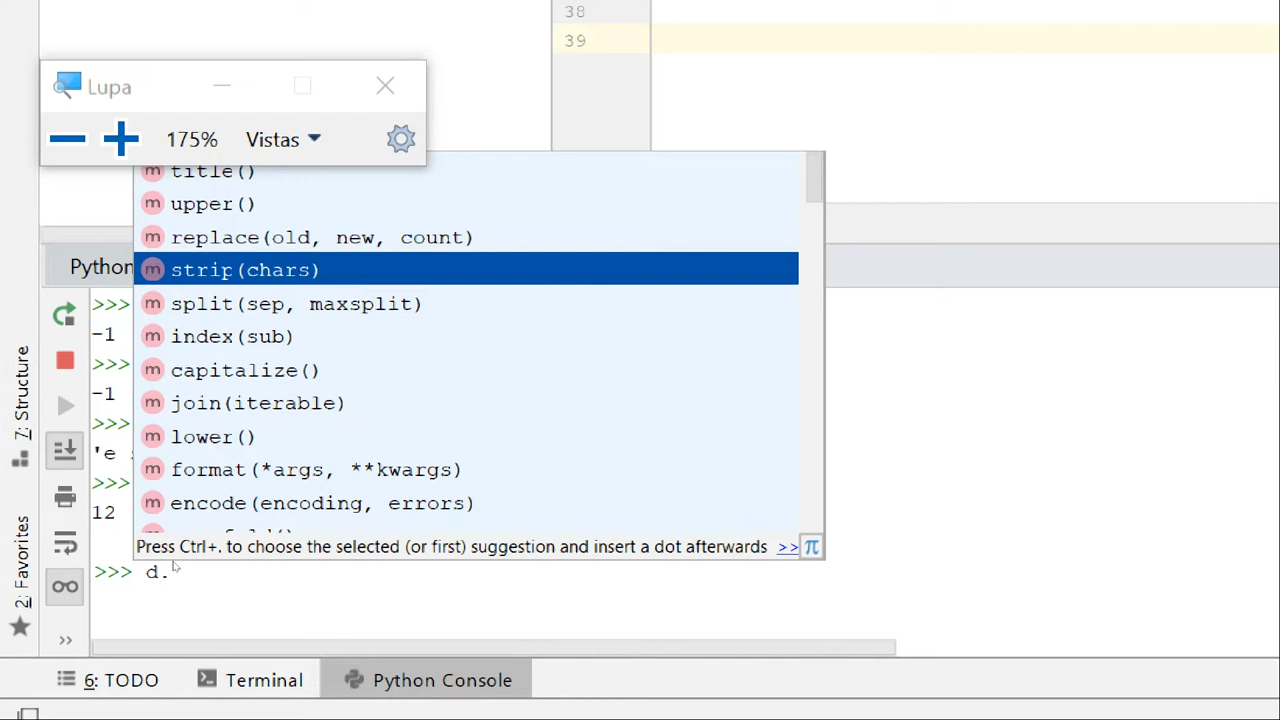 38
39
Lupa
175% Vistas
title()
upper()
replace(old, new, count)
strip(chars)
split(sep, maxsplit)
index(sub)
capitalize()
join(iterable)
lower()
format(*args, **kwargs)
encode(encoding, errors)
Press Ctrl+. to choose the selected (or first) suggestion and insert a dot afterwards >> π
Python
>>>
-1
>>>
-1
>>>
'e
>>>
12
>>> d.
7: Structure
2: Favorites
>>
6: TODO Terminal Python Console